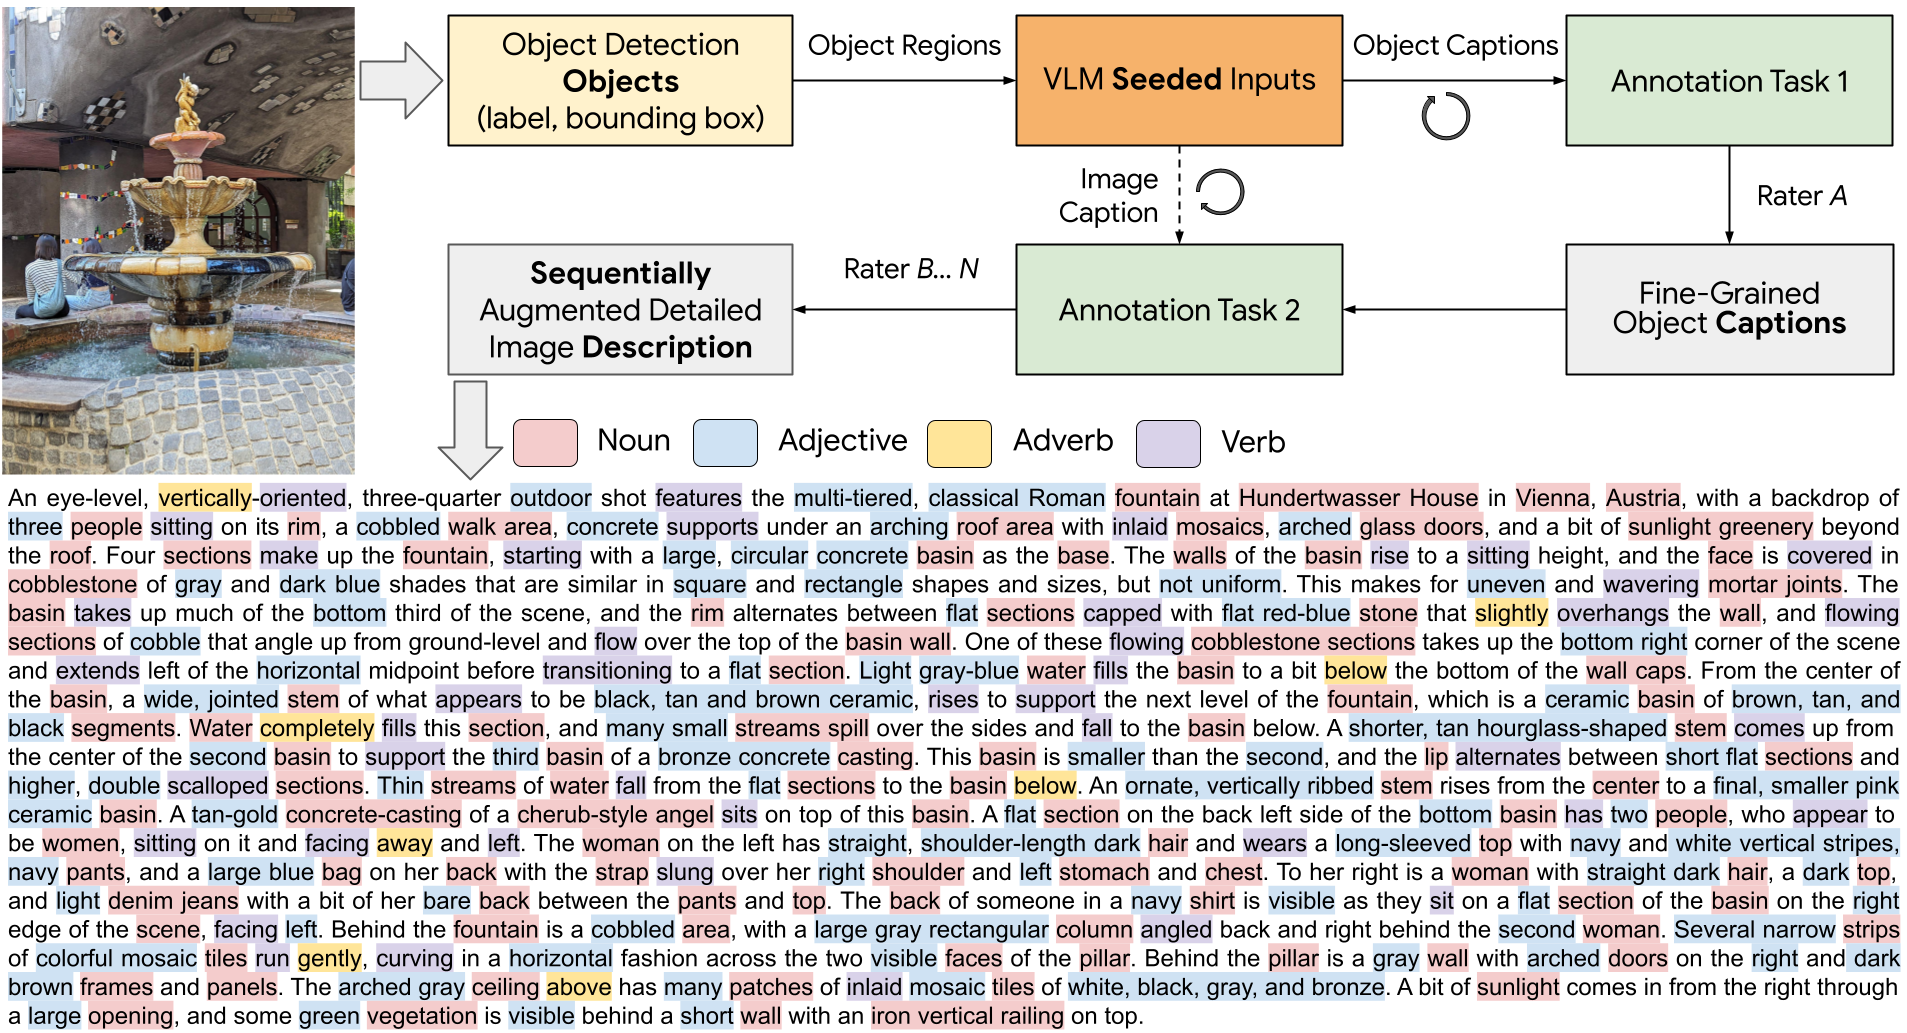 Object Detection
Objects
(label, bounding box)
Object Regions
VLM Seeded Inputs
Object Captions
Annotation Task 1
Image
Caption
Rater A
Sequentially
Augmented Detailed
Image Description
Rater B... N
Annotation Task 2
Fine-Grained
Object Captions
Noun
Adjective
Adverb
Verb
An eye-level, vertically-oriented, three-quarter outdoor shot features the multi-tiered, classical Roman fountain at Hundertwasser House in Vienna, Austria, with a backdrop of
three people sitting on its rim, a cobbled walk area, concrete supports under an arching roof area with inlaid mosaics, arched glass doors, and a bit of sunlight greenery beyond
the roof. Four sections make up the fountain, starting with a large, circular concrete basin as the base. The walls of the basin rise to a sitting height, and the face is covered in
cobblestone of gray and dark blue shades that are similar in square and rectangle shapes and sizes, but not uniform. This makes for uneven and wavering mortar joints. The
basin takes up much of the bottom third of the scene, and the rim alternates between flat sections capped with flat red-blue stone that slightly overhangs the wall, and flowing
sections of cobble that angle up from ground-level and flow over the top of the basin wall. One of these flowing cobblestone sections takes up the bottom right corner of the scene
and extends left of the horizontal midpoint before transitioning to a flat section. Light gray-blue water fills the basin to a bit below the bottom of the wall caps. From the center of
the basin, a wide, jointed stem of what appears to be black, tan and brown ceramic, rises to support the next level of the fountain, which is a ceramic basin of brown, tan, and
black segments. Water completely fills this section, and many small streams spill over the sides and fall to the basin below. A shorter, tan hourglass-shaped stem comes up from
the center of the second basin to support the third basin of a bronze concrete casting. This basin is smaller than the second, and the lip alternates between short flat sections and
higher, double scalloped sections. Thin streams of water fall from the flat sections to the basin below. An ornate, vertically ribbed stem rises from the center to a final, smaller pink
ceramic basin. A tan-gold concrete-casting of a cherub-style angel sits on top of this basin. A flat section on the back left side of the bottom basin has two people, who appear to
be women, sitting on it and facing away and left. The woman on the left has straight, shoulder-length dark hair and wears a long-sleeved top with navy and white vertical stripes,
navy pants, and a large blue bag on her back with the strap slung over her right shoulder and left stomach and chest. To her right is a woman with straight dark hair, a dark top,
and light denim jeans with a bit of her bare back between the pants and top. The back of someone in a navy shirt is visible as they sit on a flat section of the basin on the right
edge of the scene, facing left. Behind the fountain is a cobbled area, with a large gray rectangular column angled back and right behind the second woman. Several narrow strips
of colorful mosaic tiles run gently, curving in a horizontal fashion across the two visible faces of the pillar. Behind the pillar is a gray wall with arched doors on the right and dark
brown frames and panels. The arched gray ceiling above has many patches of inlaid mosaic tiles of white, black, gray, and bronze. A bit of sunlight comes in from the right through
a large opening, and some green vegetation is visible behind a short wall with an iron vertical railing on top.